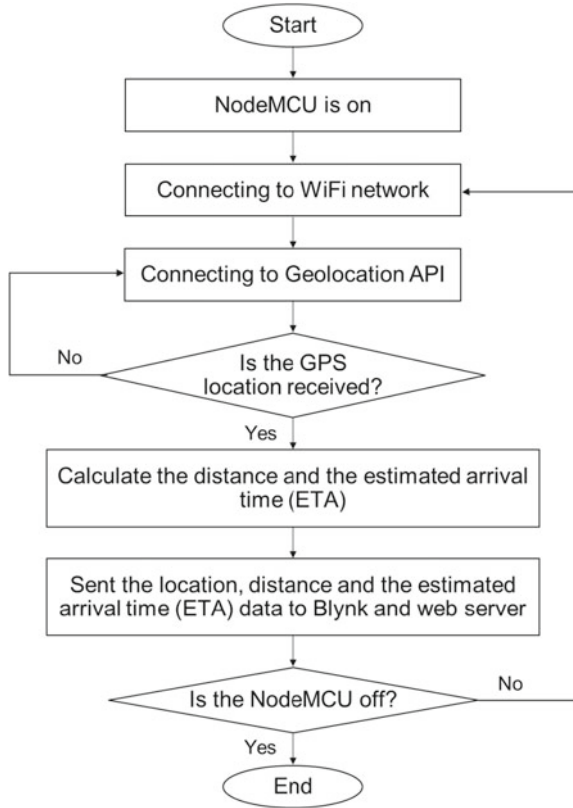 Start
NodeMCU is on
Connecting to WiFi network
Connecting to Geolocation API
No
Is the GPS
location received?
Yes
Calculate the distance and the estimated arrival
time (ETA)
Sent the location, distance and the estimated
arrival time (ETA) data to Blynk and web server
Is the NodeMCU off?
No
Yes
End